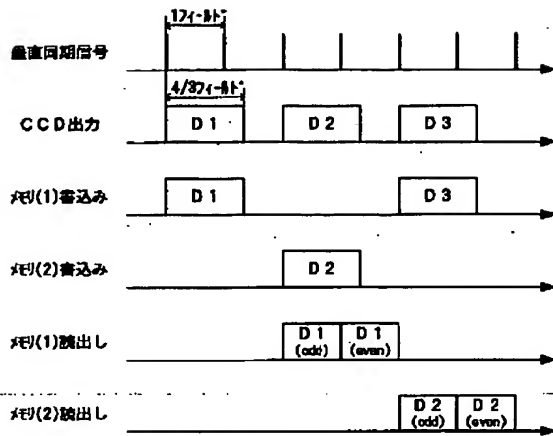 1フィールド
垂直同期信号
4/3フィールド
CCD出力
D1
D2
D3
メモリ(1)書込み
D1
D3
メモリ(2)書込み
D2
メモリ(1)読出し
D1
(odd)
D1
(even)
メモリ(2)読出し
D2
(odd)
D2
(even)